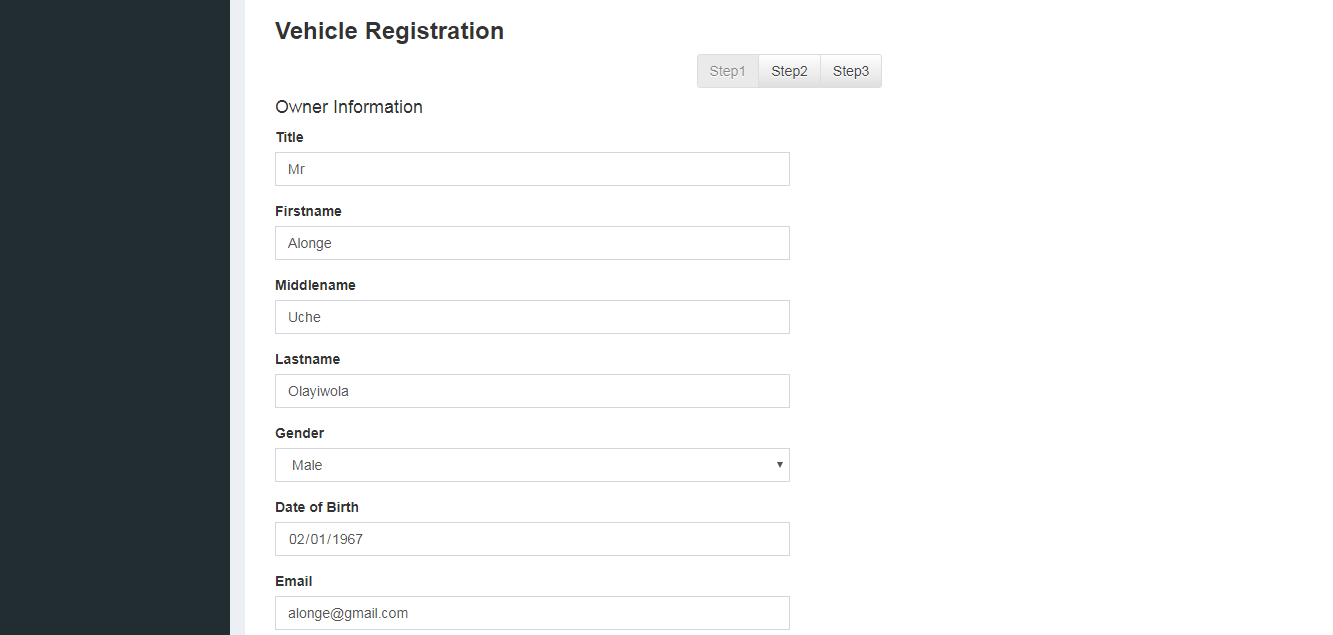 Vehicle Registration
Step1 Step2 Step3
Owner Information
Title
Mr
Firstname
Alonge
Middlename
Uche
Lastname
Olayiwola
Gender
Male
Date of Birth
02/01/1967
Email
alonge@gmail.com